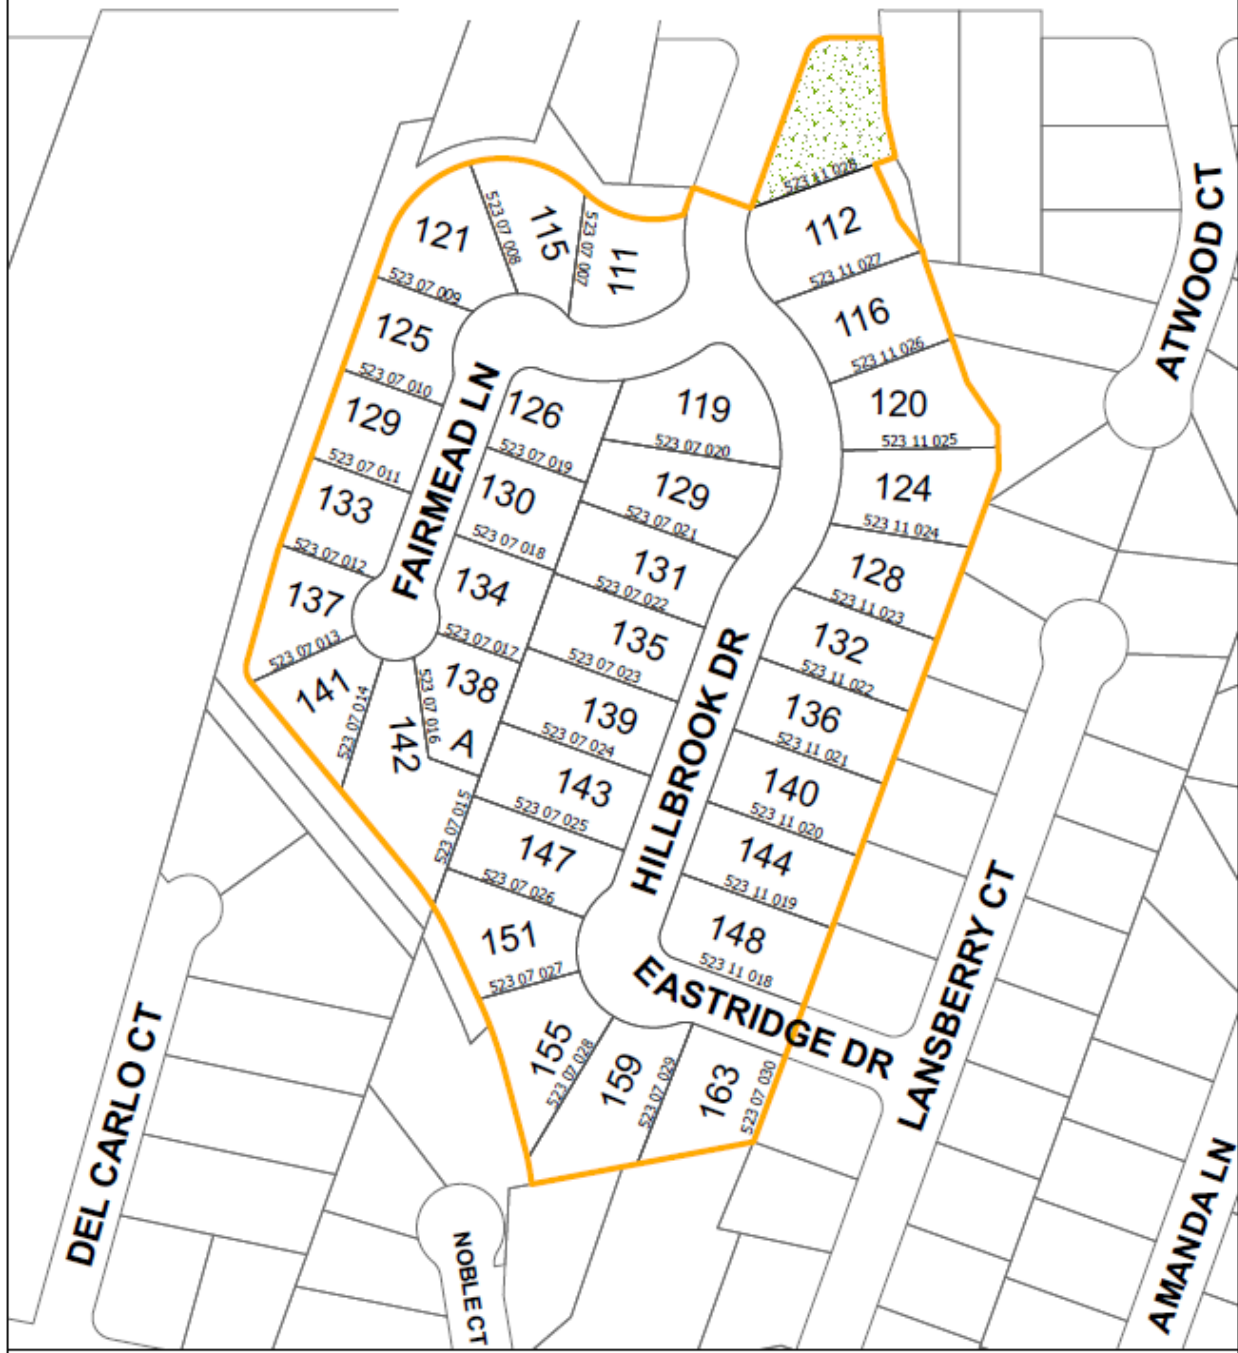 523 11 028
112
523 11 027
116
523 11 026
120
523 11 025
124
523 11 024
128
523 11 023
132
523 11 022
136
523 11 021
140
523 11 020
144
523 11 019
148
523 11 018
121
523 07 009
523 07 008
115
523 07 007
111
125
523 07 010
129
523 07 011
133
523 07 012
137
523 07 013
141
523 07 014
142
523 07 016
138
A
523 07 015
126
523 07 019
130
523 07 018
134
523 07 017
119
523 07 020
129
523 07 021
131
523 07 022
135
523 07 023
139
523 07 024
143
523 07 025
147
523 07 026
151
523 07 027
155
523 07 028
159
523 07 029
163
523 07 030
FAIRMEAD LN
HILLBROOK DR
EASTRIDGE DR
ATWOOD CT
LANSBERRY CT
DEL CARLO CT
NOBLE CT
AMANDA LN